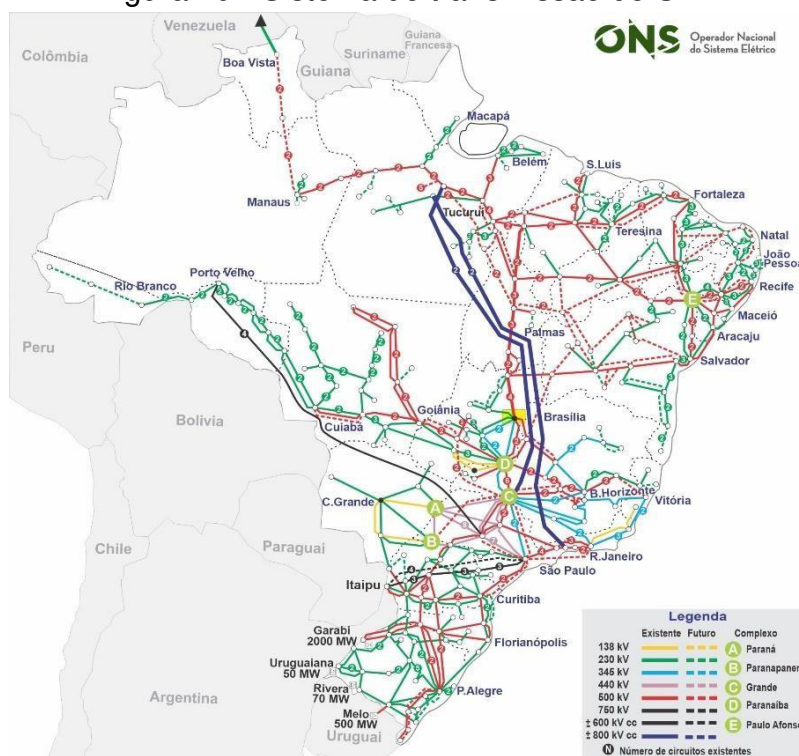 Venezuela
Colômbia
Suriname
Guiana
Francesa
Guiana
ONS Operador Nacional
do Sistema Elétrico
Boa Vista
Macapá
Belém
S.Luis
Fortaleza
Manaus
Tucuruí
Teresina
Natal
João
Pessoa
Porto Velho
Rio Branco
Recife
E
Maceió
Palmas
Aracaju
Peru
Salvador
Bolívia
Goiânia
Brasília
Cuiabá
D
C.Grande
A
C
B.Horizonte
Vitória
B
Chile
Paraguai
R.Janeiro
São Paulo
Itaipu
Curitiba
Garabi
2000 MW
Florianópolis
Uruguaiana
50 MW
Rivera
70 MW
P.Alegre
Melo
500 MW
Argentina
Uruguai
Legenda
Existente Futuro Complexo
138 kV A Paraná
230 kV B Paranapanem
345 kV
440 kV C Grande
500 kV D Paranaíba
750 kV
± 600 kV cc E Paulo Afonso
± 800 kV cc
N Número de circuitos existentes